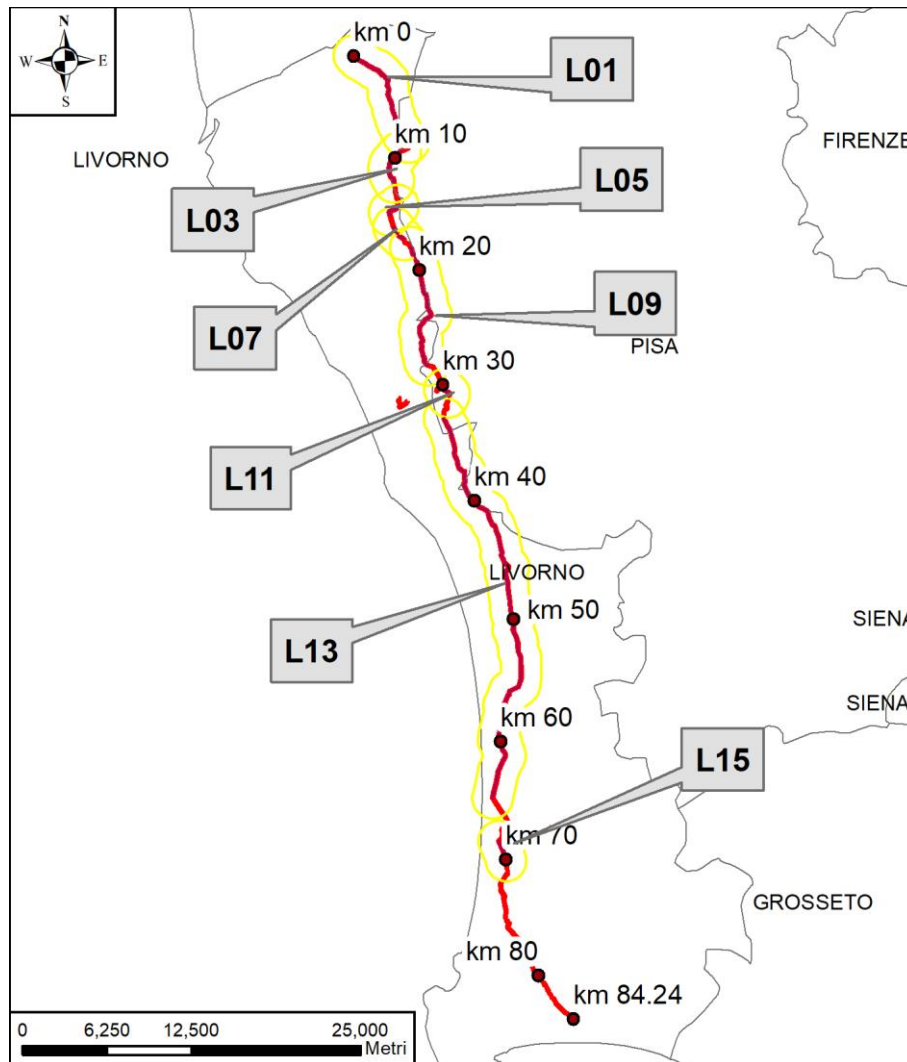 N
W E
S
km 0
L01
km 10
LIVORNO
FIRENZE
L03
L05
km 20
L07
L09
PISA
km 30
L11
km 40
LIVORNO
km 50
L13
SIENA
km 60
SIENA
L15
km 70
GROSSETO
km 80
km 84.24
0 6,250 12,500 25,000
Metri